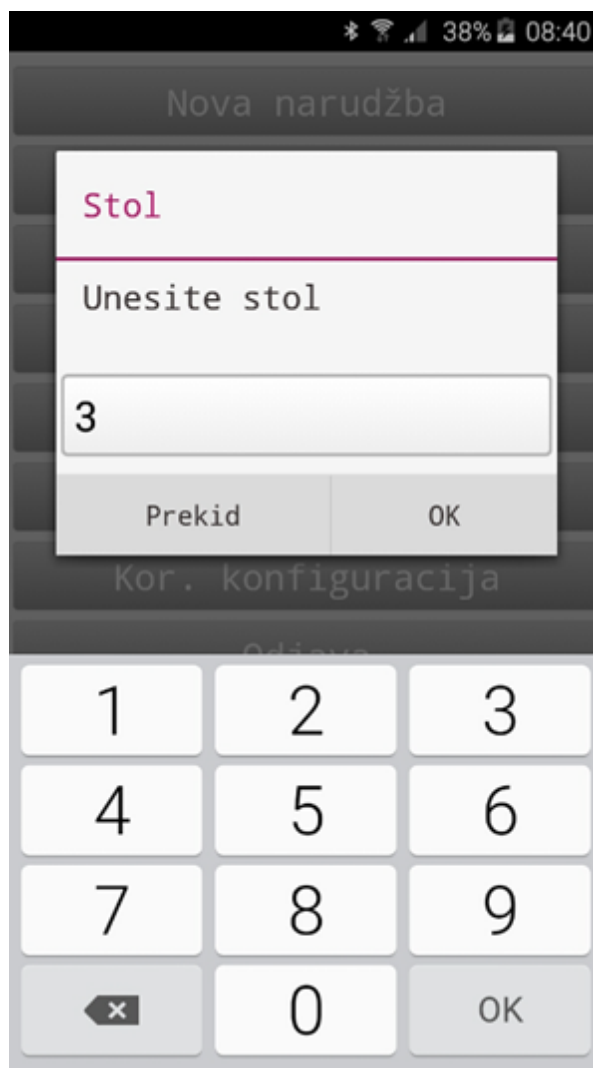 38% 08:40
Nova narudžba
Stol
Unesite stol
3
Prekid OK
Kor. konfiguracija
Odjava
1 2 3
4 5 6
7 8 9
0 OK